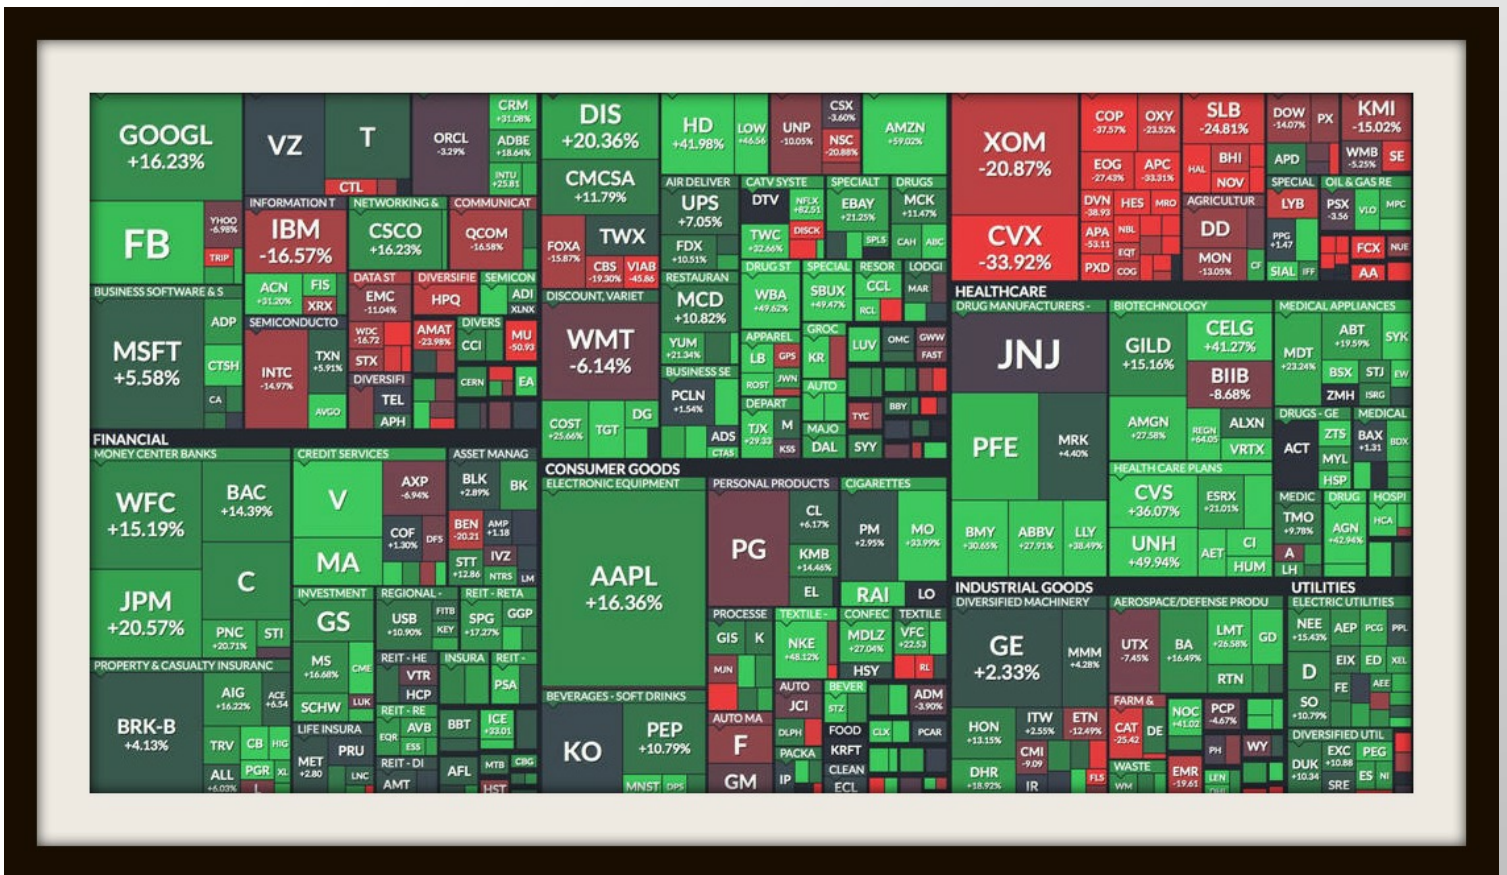 GOOGL
+16.23%
VZ
T
ORCL
-3.29%
CRM
+31.08%
ADBE
+18.64%
INTU
+25.81
CTL
FB
YHOO
-6.98%
TRIP
INFORMATION T
IBM
-16.57%
NETWORKING &
CSCO
+16.23%
COMMUNICAT
QCOM
-16.58%
ACN
+31.20%
FIS
XRX
DATA ST
EMC
-11.04%
DIVERSIFIE
HPQ
SEMICON
ADI
XLNX
BUSINESS SOFTWARE & S
MSFT
+5.58%
ADP
CTSH
CA
SEMICONDUCTO
INTC
-14.97%
TXN
+5.91%
AVGO
WDC
-16.72
STX
AMAT
-23.98%
DIVERS
CCI
MU
-50.93
DIVERSIFI
TEL
APH
CERN
EA
DIS
+20.36%
CMCSA
+11.79%
FOXA
-15.87%
TWX
CBS
-19.30%
VIAB
-45.86
HD
+41.98%
LOW
+46.56
UNP
-10.05%
CSX
-3.60%
NSC
-20.88%
AMZN
+59.02%
AIR DELIVER
UPS
+7.05%
FDX
+10.51%
CATV SYSTE
DTV
NFLX
+82.51
TWC
+32.66%
DISCK
SPECIALT
EBAY
+21.25%
SPLS
DRUGS
MCK
+11.47%
CAH
ABC
RESTAURAN
MCD
+10.82%
YUM
+21.34%
DRUG ST
WBA
+49.62%
SPECIAL
SBUX
+49.47%
RESOR
CCL
RCL
LODGI
MAR
DISCOUNT, VARIET
WMT
-6.14%
COST
+25.66%
TGT
DG
BUSINESS SE
PCLN
+1.54%
ADS
CTAS
APPAREL
LB
GPS
ROST
JWN
GROC
KR
LUV
OMC
GWW
FAST
AUTO
DEPART
TJX
+29.33
M
KSS
MAJO
DAL
TYC
SYY
BBY
XOM
-20.87%
CVX
-33.92%
COP
-37.57%
OXY
-23.52%
EOG
-27.43%
APC
-33.31%
DVN
-38.93
HES
MRO
APA
-53.11
NBL
EQT
PXD
COG
SLB
-24.81%
HAL
BHI
NOV
DOW
-14.07%
PX
APD
KMI
-15.02%
WMB
-5.25%
SE
AGRICULTUR
DD
MON
-13.05%
CF
SPECIAL
LYB
PPG
+1.47
SIAL
IFF
OIL & GAS RE
PSX
-3.56
VLO
MPC
FCX
NUE
AA
HEALTHCARE
DRUG MANUFACTURERS -
JNJ
PFE
MRK
+4.40%
BMY
+30.65%
ABBV
+27.91%
LLY
+38.49%
BIOTECHNOLOGY
GILD
+15.16%
CELG
+41.27%
BIIB
-8.68%
AMGN
+27.58%
REGN
+64.05
ALXN
VRTX
MEDICAL APPLIANCES
MDT
+23.24%
ABT
+19.59%
SYK
BSX
STJ
EW
ZMH
ISRG
HEALTH CARE PLANS
CVS
+36.07%
ESRX
+21.01%
UNH
+49.94%
AET
CI
HUM
DRUGS - GE
ACT
ZTS
MYL
HSP
MEDICAL
BAX
+1.31
BDX
MEDIC
TMO
+9.78%
A
LH
DRUG
AGN
+42.94%
HOSPI
HCA
FINANCIAL
MONEY CENTER BANKS
WFC
+15.19%
BAC
+14.39%
JPM
+20.57%
C
PNC
+20.71%
STI
CREDIT SERVICES
V
MA
AXP
-6.94%
COF
+1.30%
DFS
ASSET MANAG
BLK
+2.89%
BK
BEN
-20.21
AMP
+1.18
STT
+12.86
IVZ
NTRS
LM
INVESTMENT
GS
MS
+16.68%
CME
SCHW
LUK
REGIONAL -
USB
+10.90%
FITB
KEY
REIT - RETA
SPG
+17.27%
GGP
PROPERTY & CASUALTY INSURANC
BRK-B
+4.13%
AIG
+16.22%
ACE
+6.54
TRV
CB
HIG
ALL
+6.03%
PGR
XL
L
LIFE INSURA
MET
+2.80
PRU
LNC
REIT - HE
VTR
HCP
INSURA
REIT -
PSA
REIT - RE
EQR
AVB
ESS
REIT - DI
AMT
BBT
ICE
+33.01
AFL
MTB
CBG
HST
CONSUMER GOODS
ELECTRONIC EQUIPMENT
AAPL
+16.36%
PERSONAL PRODUCTS
PG
CL
+6.17%
KMB
+14.46%
EL
CIGARETTES
PM
+2.95%
MO
+33.99%
RAI
LO
BEVERAGES - SOFT DRINKS
KO
PEP
+10.79%
MNST
DPS
PROCESSE
GIS
K
MJN
TEXTILE -
NKE
+48.12%
CONFEC
MDLZ
+27.04%
HSY
TEXTILE
VFC
+22.53
RL
AUTO MA
F
GM
AUTO
JCI
DLPH
BEVER
STZ
ADM
-3.90%
PACKA
IP
FOOD
KRFT
CLX
PCAR
CLEAN
ECL
INDUSTRIAL GOODS
DIVERSIFIED MACHINERY
GE
+2.33%
MMM
+4.28%
HON
+13.15%
ITW
+2.55%
ETN
-12.49%
CMI
-9.09
DHR
+18.92%
IR
FLS
AEROSPACE/DEFENSE PRODU
UTX
-7.45%
BA
+16.49%
LMT
+26.58%
GD
RTN
FARM &
CAT
-25.42
DE
NOC
+41.02
PCP
-4.67%
PH
WY
WASTE
WM
EMR
-19.61
LEN
UTILITIES
ELECTRIC UTILITIES
NEE
+15.43%
AEP
PCG
PPL
D
EIX
ED
XEL
SO
+10.79%
FE
AEE
DIVERSIFIED UTIL
DUK
+10.34
EXC
+10.88
PEG
ES
NI
SRE